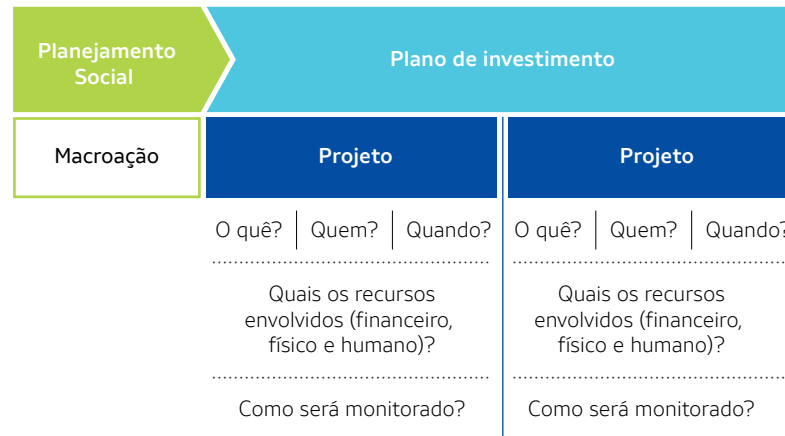 Planejamento
Social
Plano de investimento
Macroação
Projeto
Projeto
O quê? Quem? Quando?
O quê? Quem? Quando?
Quais os recursos
envolvidos (financeiro,
físico e humano)?
Quais os recursos
envolvidos (financeiro,
físico e humano)?
Como será monitorado?
Como será monitorado?